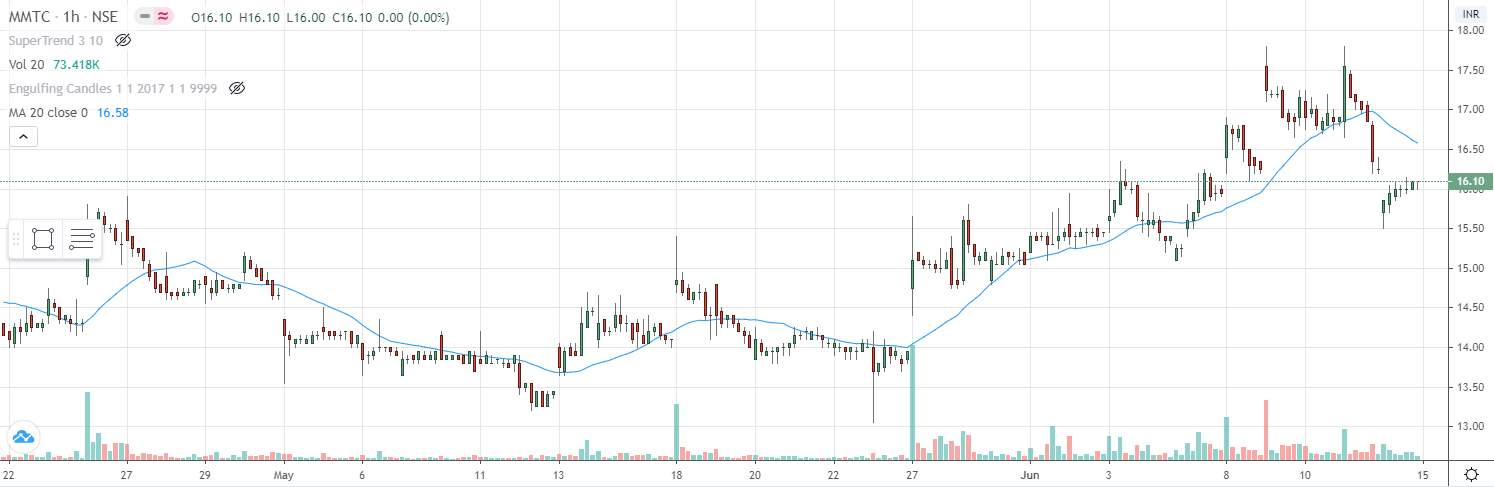 MMTC · 1h · NSE O16.10 H16.10 L16.00 C16.10 0.00 (0.00%)
INR
SuperTrend 3 10
18.00
Vol 20 73.418K
17.50
Engulfing Candles 1 1 2017 1 1 9999
MA 20 close 0 16.58
17.00
16.50
16.10
16.00
15.50
15.00
14.50
14.00
13.50
13.00
22 27 29 May 6 11 13 18 20 22 27 Jun 3 8 10 15